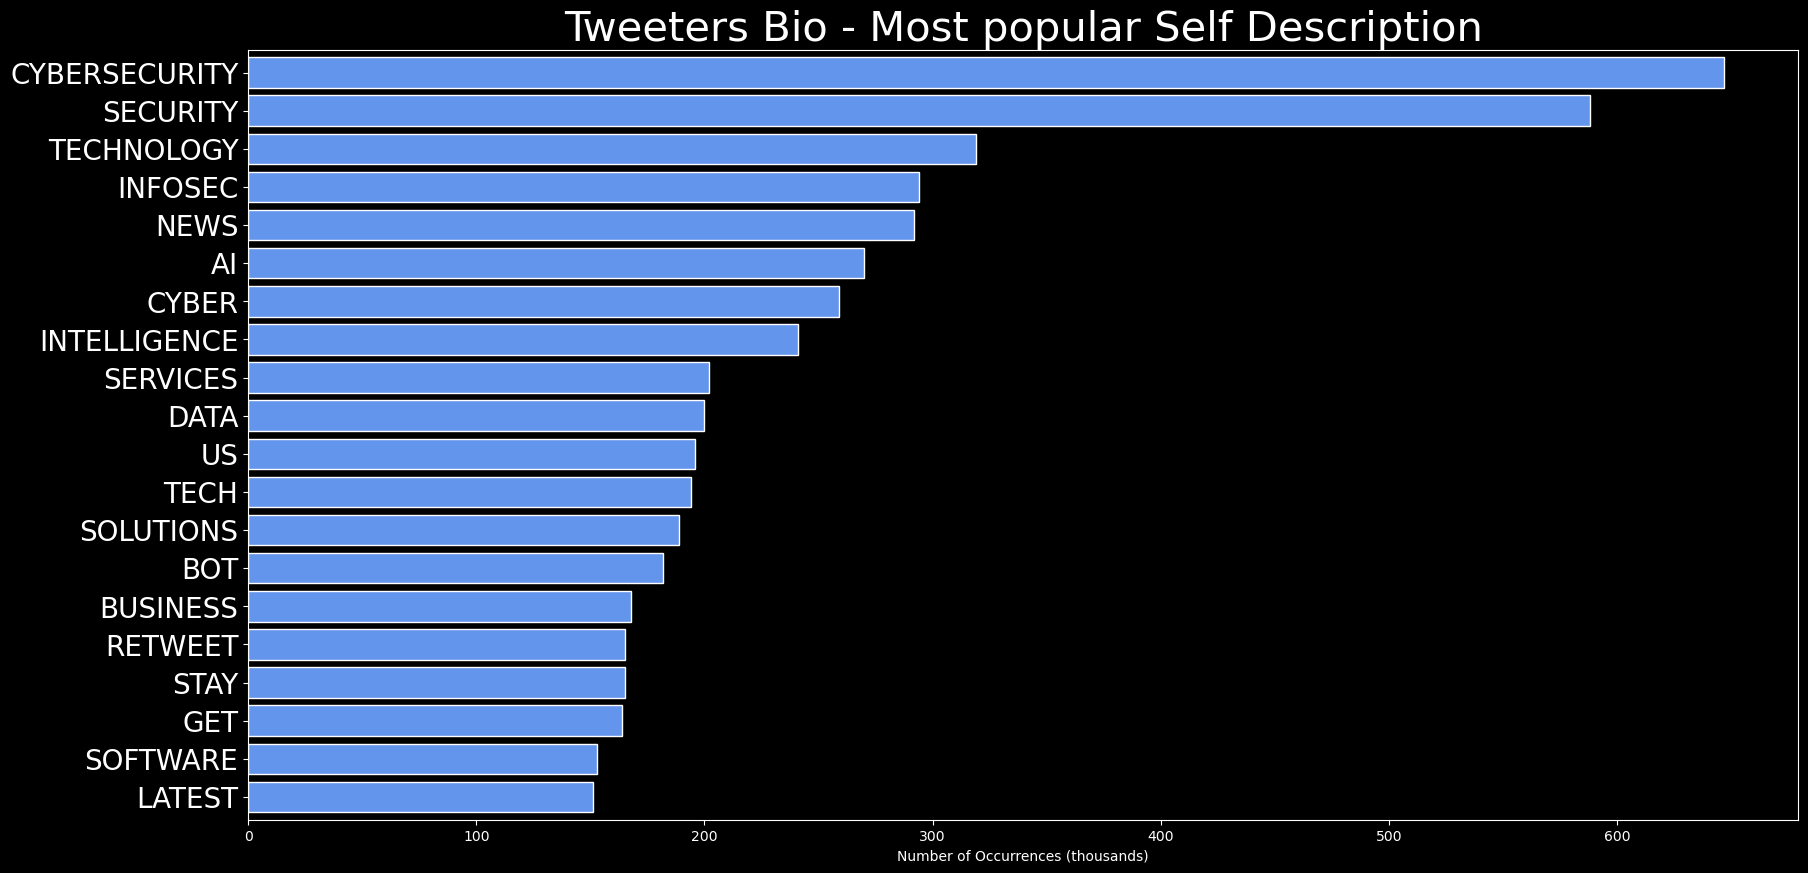 Tweeters Bio - Most popular Self Description
CYBERSECURITY
SECURITY
TECHNOLOGY
INFOSEC
NEWS
AI
CYBER
INTELLIGENCE
SERVICES
DATA
US
TECH
SOLUTIONS
BOT
BUSINESS
RETWEET
STAY
GET
SOFTWARE
LATEST
0 100 200 300 400 500 600
Number of Occurrences (thousands)